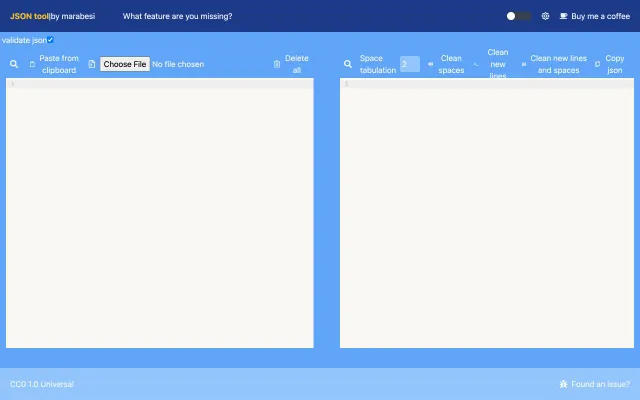 JSON tool|by marabesi What feature are you missing? Buy me a coffee
validate json
Paste from clipboard Choose File No file chosen Delete all
Space tabulation 2 Clean spaces Clean new lines Clean new lines and spaces Copy json
1 1
CC0 1.0 Universal Found an issue?